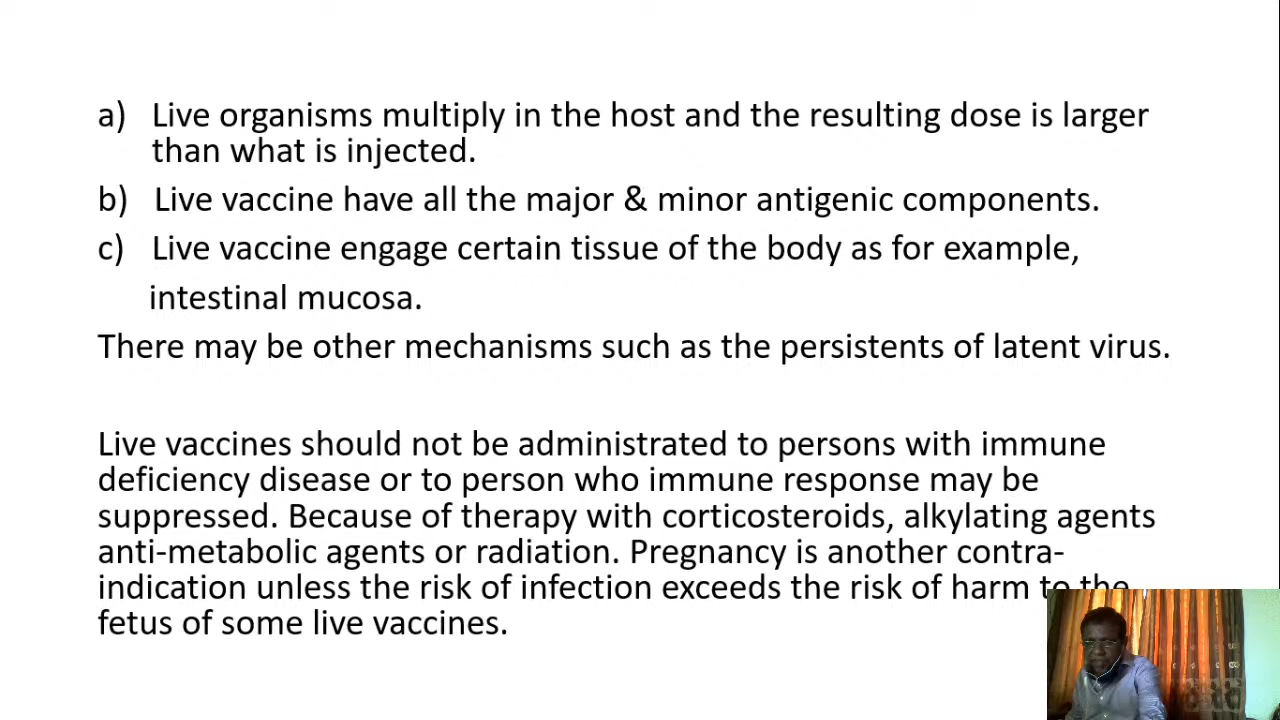 a) Live organisms multiply in the host and the resulting dose is larger
than what is injected.
b) Live vaccine have all the major & minor antigenic components.
c) Live vaccine engage certain tissue of the body as for example,
intestinal mucosa.
There may be other mechanisms such as the persistents of latent virus.
Live vaccines should not be administrated to persons with immune
deficiency disease or to person who immune response may be
suppressed. Because of therapy with corticosteroids, alkylating agents
anti-metabolic agents or radiation. Pregnancy is another contra-
indication unless the risk of infection exceeds the risk of harm to the
fetus of some live vaccines.